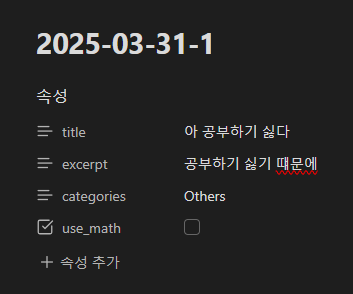 2025-03-31-1
속성
title 아 공부하기 싫다
excerpt 공부하기 싫기 떄문에
categories Others
use_math
+ 속성 추가